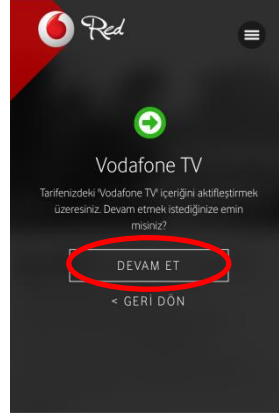 Red
Vodafone TV
Tarifenizdeki 'Vodafone TV' içeriğini aktifleştirmek
üzeresiniz. Devam etmek istediğinize emin
misiniz?
DEVAM ET
< GERİ DÖN